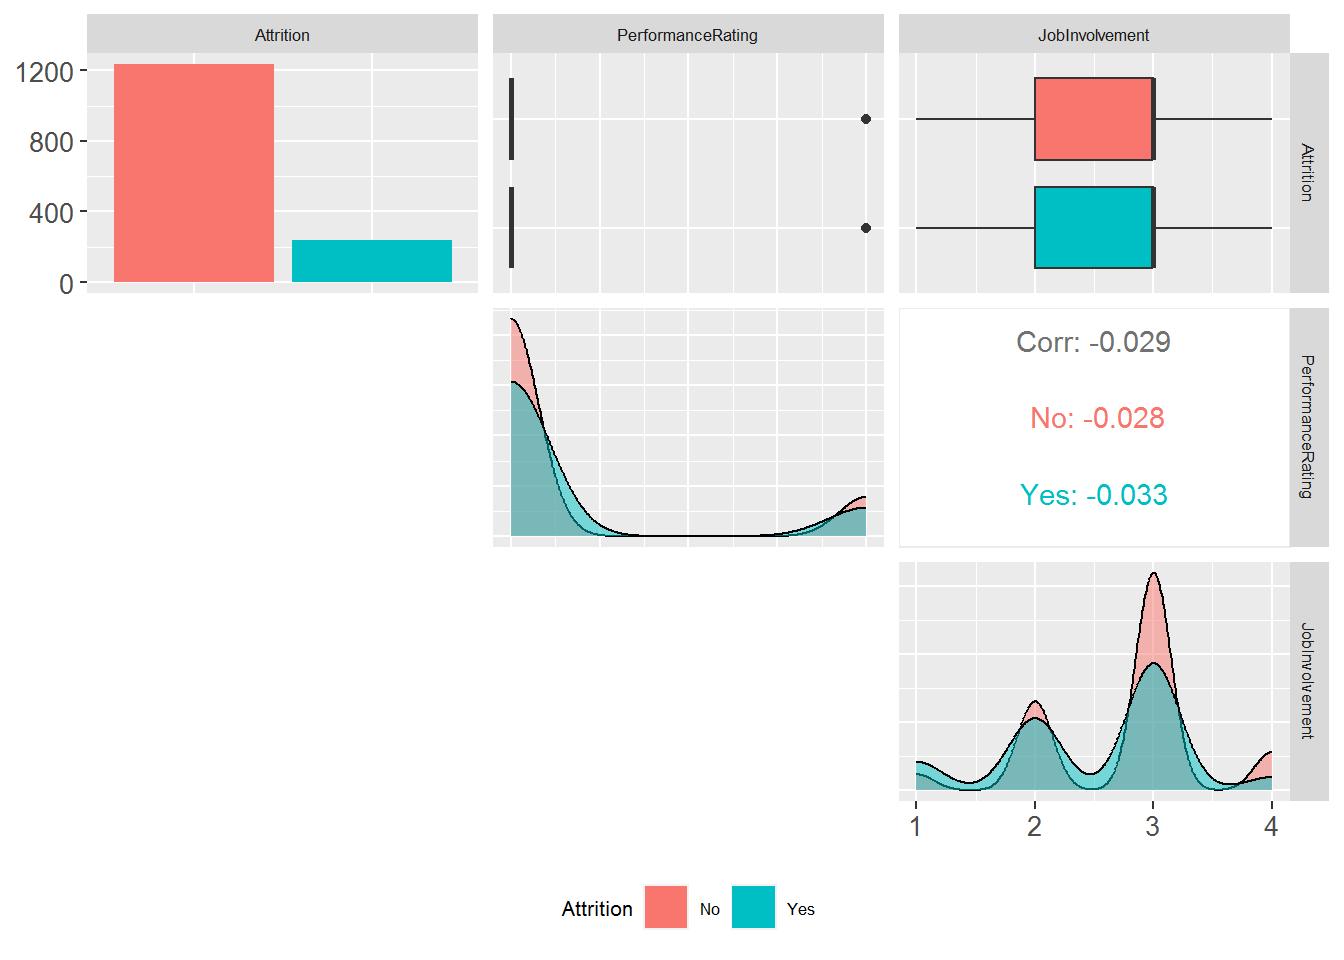 Attrition
PerformanceRating
JobInvolvement
1200
800
400
0
Attrition
Corr: -0.029
No: -0.028
Yes: -0.033
PerformanceRating
JobInvolvement
1 2 3 4
Attrition No Yes